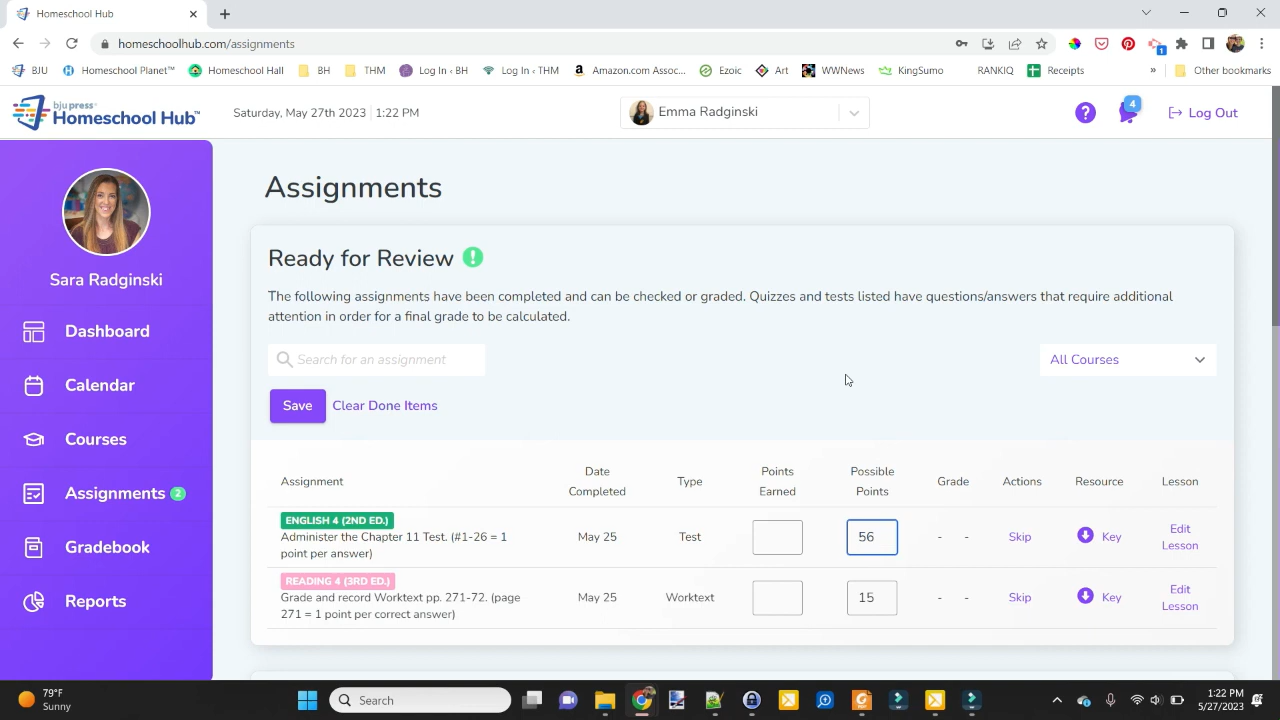 Homeschool Hub
homeschoolhub.com/assignments
1
BJU
Homeschool Planet™
Homeschool Hall
BH
THM
Log In ‹ BH
Log In ‹ THM
Amazon.com Assoc...
Ezoic
Art
WWNews
KingSumo
RANKIQ
Receipts
»
Other bookmarks
bju press
Homeschool Hub™
Saturday, May 27th 2023 | 1:22 PM
Emma Radginski
?
4
Log Out
Sara Radginski
Dashboard
Calendar
Courses
Assignments 2
Gradebook
Reports
Assignments
Ready for Review !
The following assignments have been completed and can be checked or graded. Quizzes and tests listed have questions/answers that require additional
attention in order for a final grade to be calculated.
Search for an assignment
All Courses
Save
Clear Done Items
Assignment
Date
Completed
Type
Points
Earned
Possible
Points
Grade
Actions
Resource
Lesson
ENGLISH 4 (2ND ED.)
Administer the Chapter 11 Test. (#1-26 = 1
point per answer)
May 25
Test
56
- -
Skip
Key
Edit
Lesson
READING 4 (3RD ED.)
Grade and record Worktext pp. 271-72. (page
271 = 1 point per correct answer)
May 25
Worktext
15
- -
Skip
Key
Edit
Lesson
79°F
Sunny
Search
1:22 PM
5/27/2023